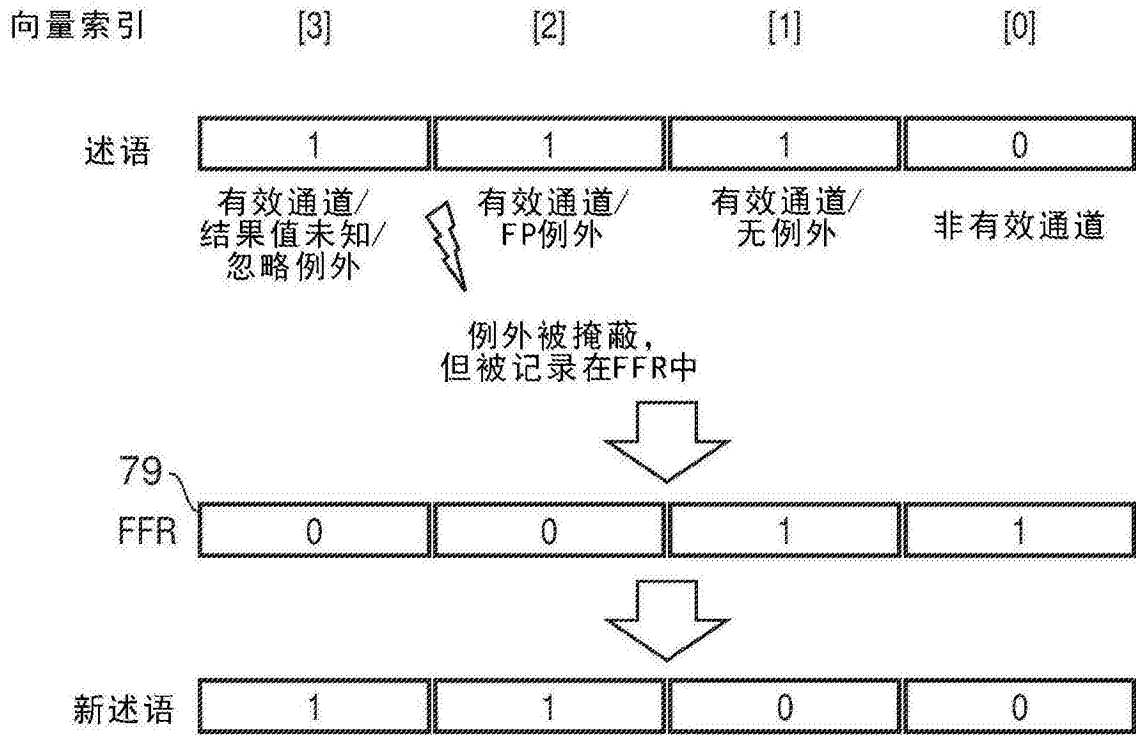 向量索引 [3] [2] [1] [0]
述语 1 1 1 0
有效通道/
结果值未知/
忽略例外
有效通道/
FP例外
有效通道/
无例外
非有效通道
例外被掩蔽,
但被记录在FFR中
79
FFR 0 0 1 1
新述语 1 1 0 0